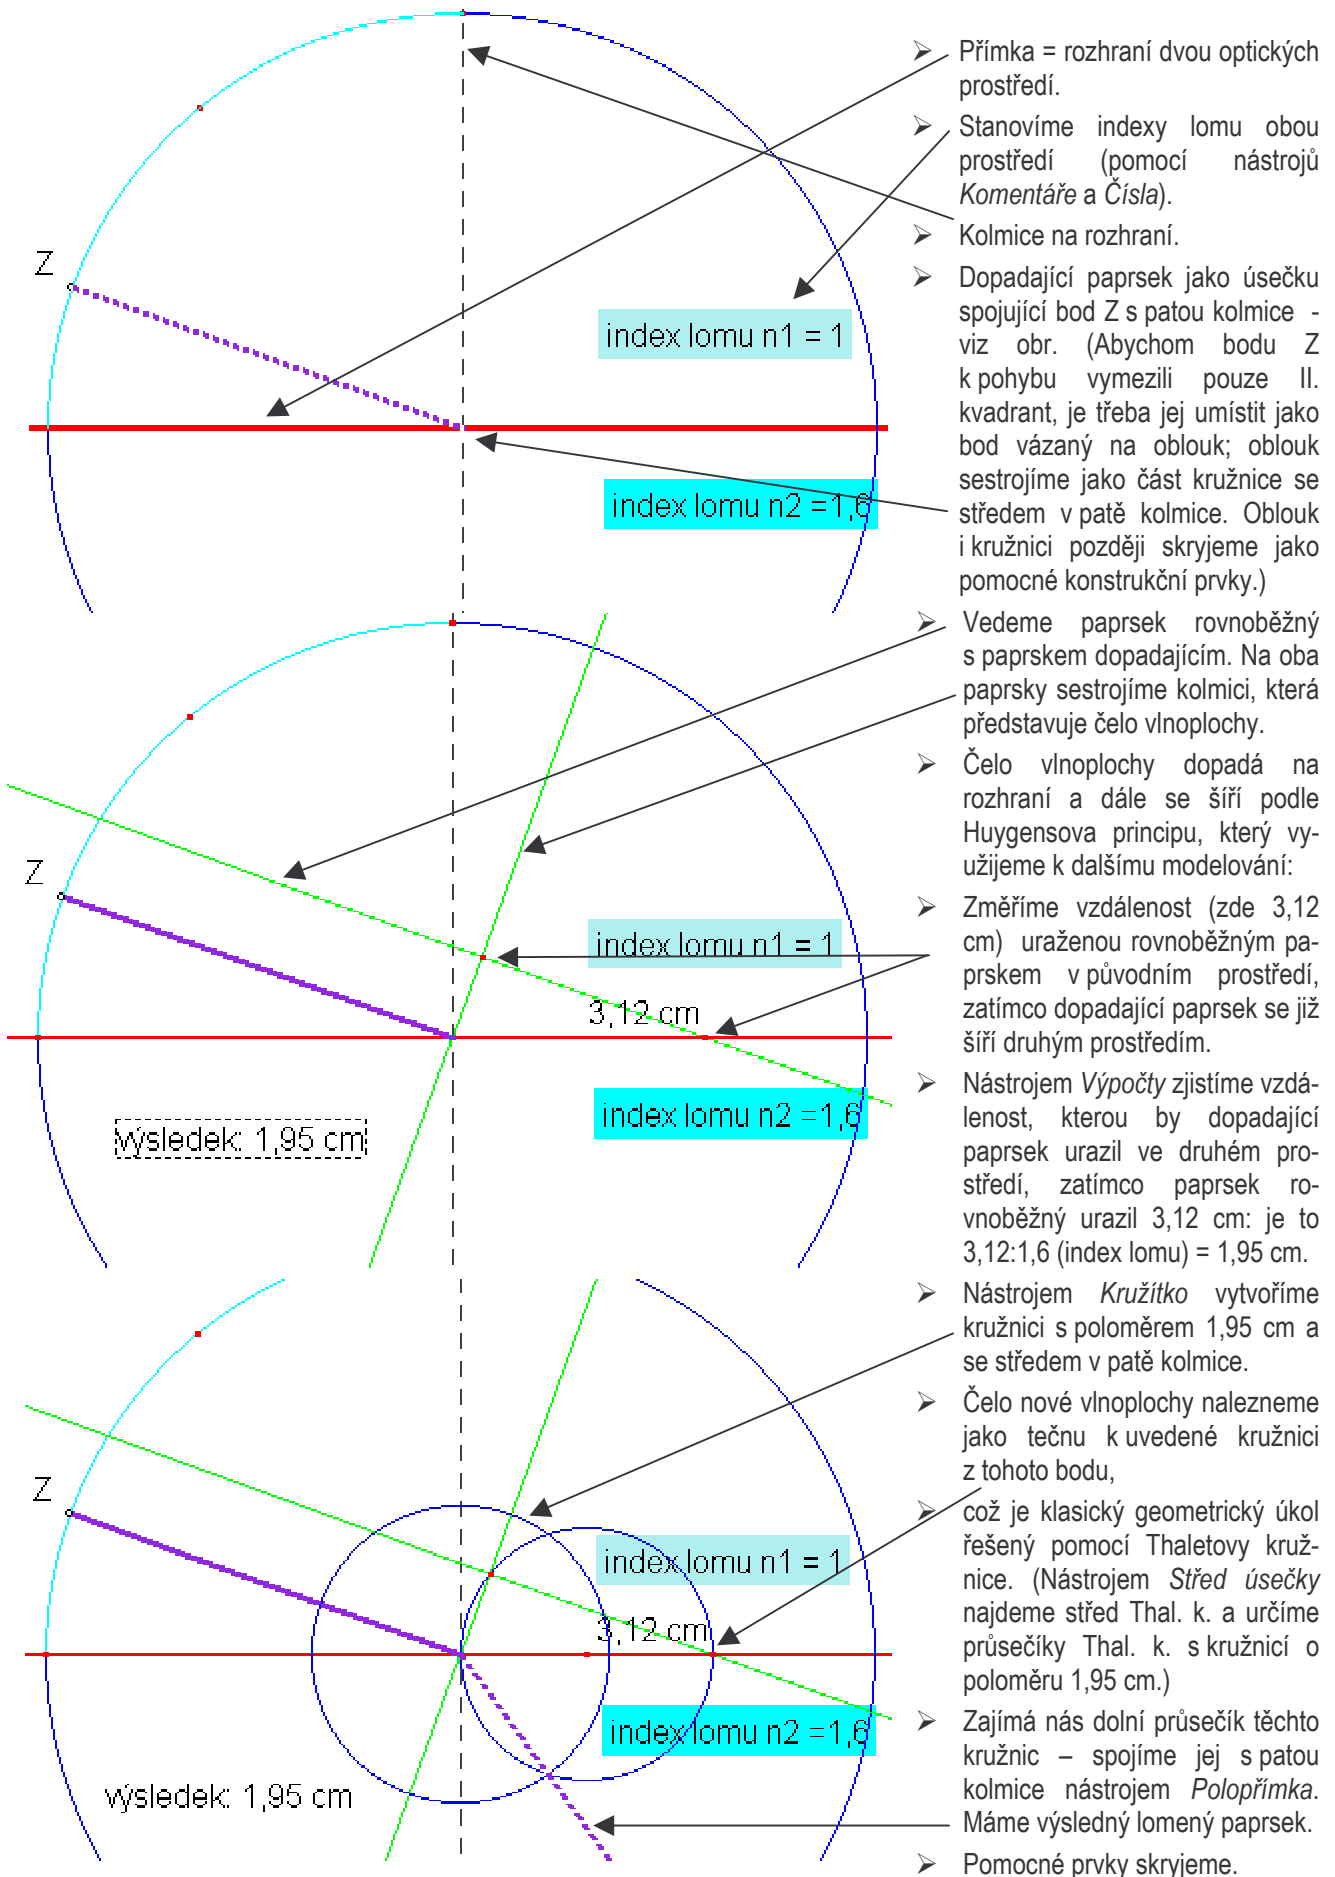 ➢ Přímka = rozhraní dvou optických
prostředí.
➢ Stanovíme indexy lomu obou
prostředí (pomocí nástrojů
Komentáře a Čísla).
➢ Kolmice na rozhraní.
➢ Dopadající paprsek jako úsečku
spojující bod Z s patou kolmice -
viz obr. (Abychom bodu Z
k pohybu vymezili pouze II.
kvadrant, je třeba jej umístit jako
bod vázaný na oblouk; oblouk
sestrojíme jako část kružnice se
středem v patě kolmice. Oblouk
i kružnici později skryjeme jako
pomocné konstrukční prvky.)
Z
index lomu n1 = 1
index lomu n2 =1,6
➢ Vedeme paprsek rovnoběžný
s paprskem dopadajícím. Na oba
paprsky sestrojíme kolmici, která
představuje čelo vlnoplochy.
➢ Čelo vlnoplochy dopadá na
rozhraní a dále se šíří podle
Huygensova principu, který vy-
užijeme k dalšímu modelování:
➢ Změříme vzdálenost (zde 3,12
cm) uraženou rovnoběžným pa-
prskem v původním prostředí,
zatímco dopadající paprsek se již
šíří druhým prostředím.
➢ Nástrojem Výpočty zjistíme vzdá-
lenost, kterou by dopadající
paprsek urazil ve druhém pro-
středí, zatímco paprsek ro-
vnoběžný urazil 3,12 cm: je to
3,12:1,6 (index lomu) = 1,95 cm.
Z
index lomu n1 = 1
3,12 cm
index lomu n2 =1,6
výsledek: 1,95 cm
➢ Nástrojem Kružítko vytvoříme
kružnici s poloměrem 1,95 cm a
se středem v patě kolmice.
➢ Čelo nové vlnoplochy nalezneme
jako tečnu k uvedené kružnici
z tohoto bodu,
➢ což je klasický geometrický úkol
řešený pomocí Thaletovy kruž-
nice. (Nástrojem Střed úsečky
najdeme střed Thal. k. a určíme
průsečíky Thal. k. s kružnicí o
poloměru 1,95 cm.)
➢ Zajímá nás dolní průsečík těchto
kružnic – spojíme jej s patou
kolmice nástrojem Polopřímka.
Máme výsledný lomený paprsek.
➢ Pomocné prvky skryjeme.
Z
index lomu n1 = 1
3,12 cm
index lomu n2 =1,6
výsledek: 1,95 cm